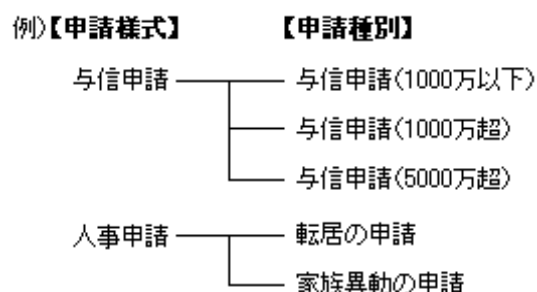 例)【申請様式】 【申請種別】
与信申請 与信申請(1000万以下)
与信申請(1000万超)
与信申請(5000万超)
人事申請 転居の申請
家族異動の申請